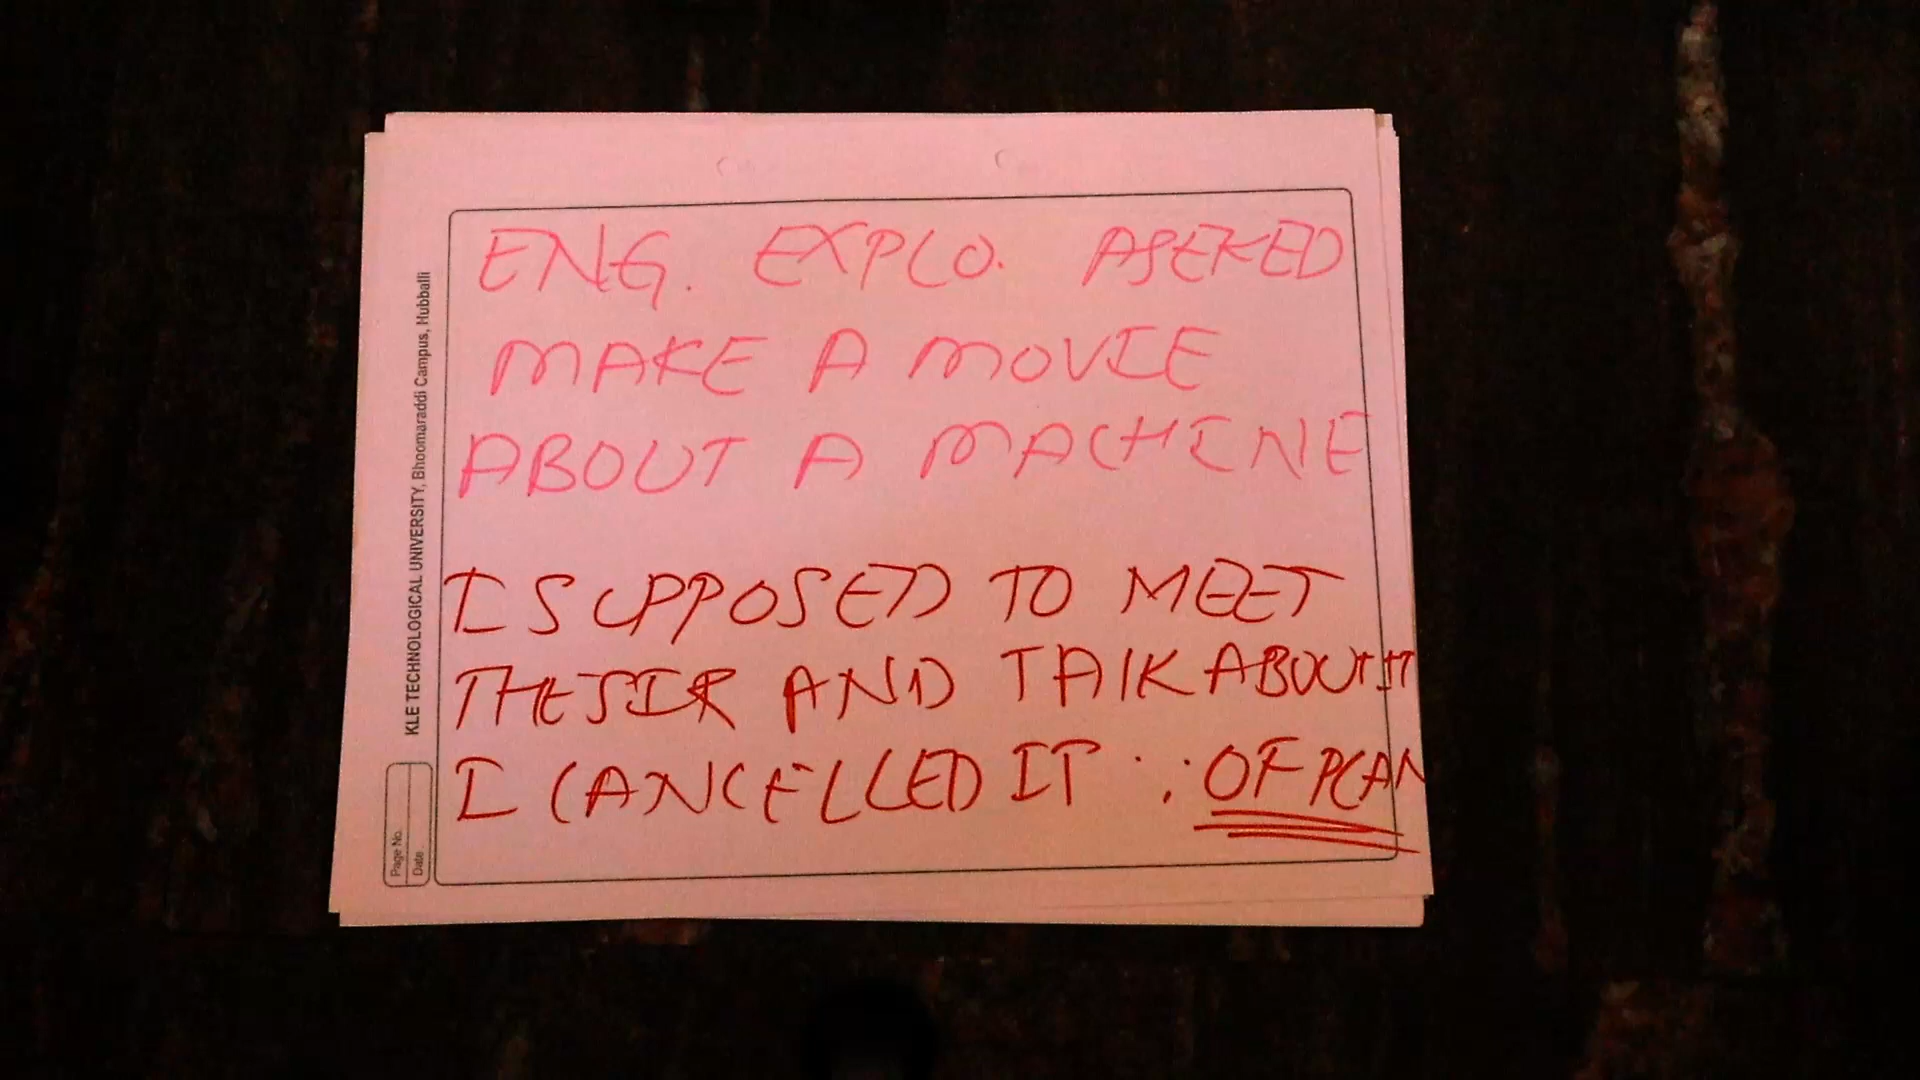 ENG. EXPLO. ASEKED
MAKE A MOVIE
ABOUT A MACHINE
I SUPPOSED TO MEET
THE SIR AND TALK ABOUT IT
I CANCELLED IT ∵ OF PLAN
KLE TECHNOLOGICAL UNIVERSITY, Bhoomaraddi Campus, Hubballi
Page No.
Date